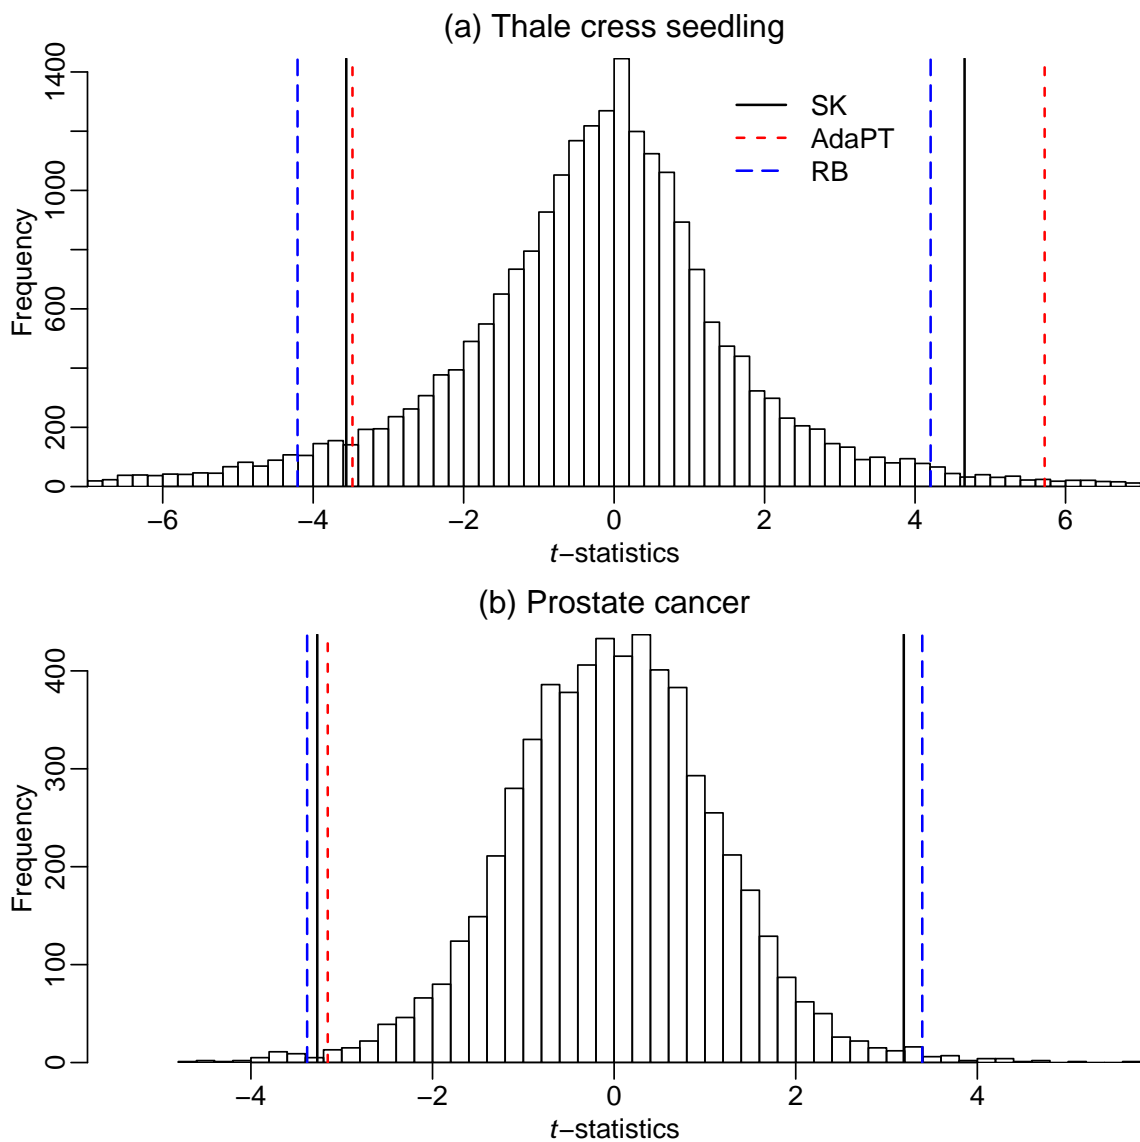 (a) Thale cress seedling
Frequency
0
200
600
1000
1400
SK
AdaPT
RB
−6
−4
−2
0
2
4
6
t−statistics
(b) Prostate cancer
Frequency
0
100
200
300
400
−4
−2
0
2
4
t−statistics